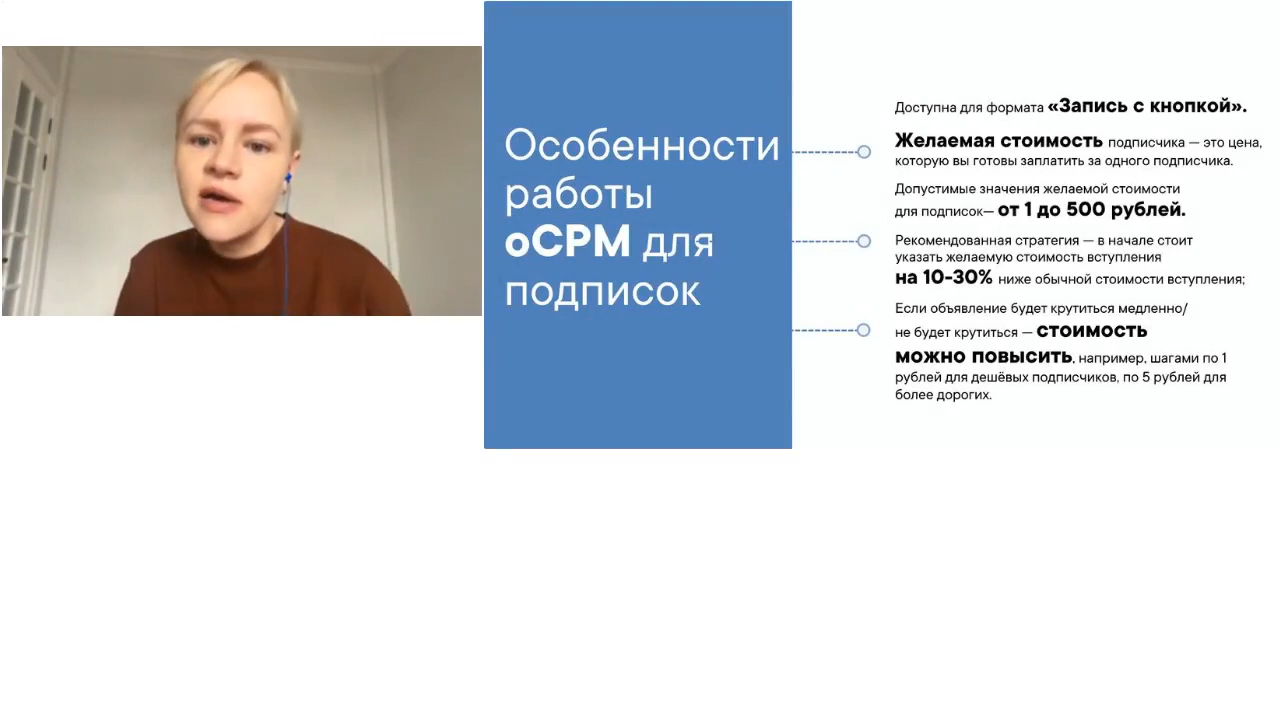 Особенности
работы
оСРМ для
подписок
Доступна для формата «Запись с кнопкой».
Желаемая стоимость подписчика — это цена,
которую вы готовы заплатить за одного подписчика.
Допустимые значения желаемой стоимости
для подписок— от 1 до 500 рублей.
Рекомендованная стратегия — в начале стоит
указать желаемую стоимость вступления
на 10-30% ниже обычной стоимости вступления;
Если объявление будет крутиться медленно/
не будет крутиться — стоимость
можно повысить, например, шагами по 1
рублей для дешёвых подписчиков, по 5 рублей для
более дорогих.